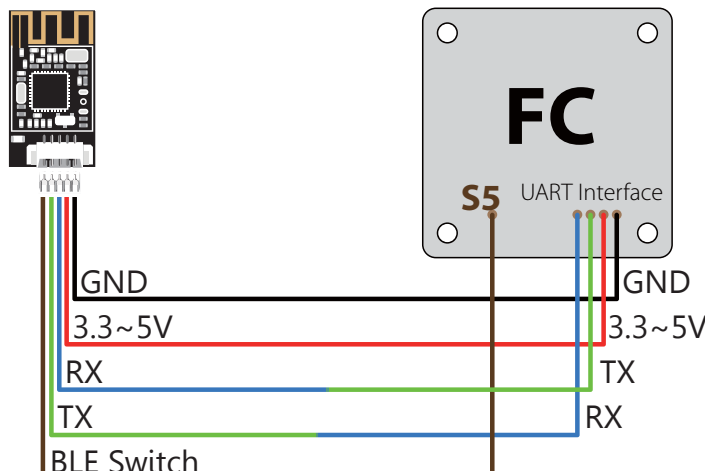 FC
S5
UART Interface
GND
GND
3.3~5V
3.3~5V
RX
TX
TX
RX
BLE Switch